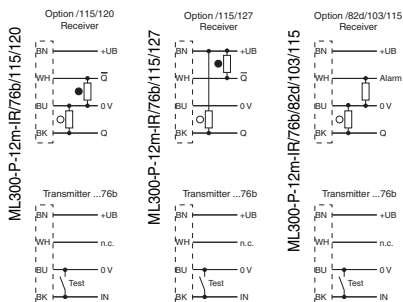 ML300-P-12m-IR/76b/115/120
Option /115/120
Receiver
BN +UB
WH Q̅
BU 0 V
BK Q
Transmitter ...76b
BN +UB
WH n.c.
BU 0 V
Test
BK IN
ML300-P-12m-IR/76b/115/127
Option /115/127
Receiver
BN +UB
WH Q̅
BU 0 V
BK Q
Transmitter ...76b
BN +UB
WH n.c.
BU 0 V
Test
BK IN
ML300-P-12m-IR/76b/82d/103/115
Option /82d/103/115
Receiver
BN +UB
WH Alarm
BU 0 V
BK Q
Transmitter ...76b
BN +UB
WH n.c.
BU 0 V
Test
BK IN